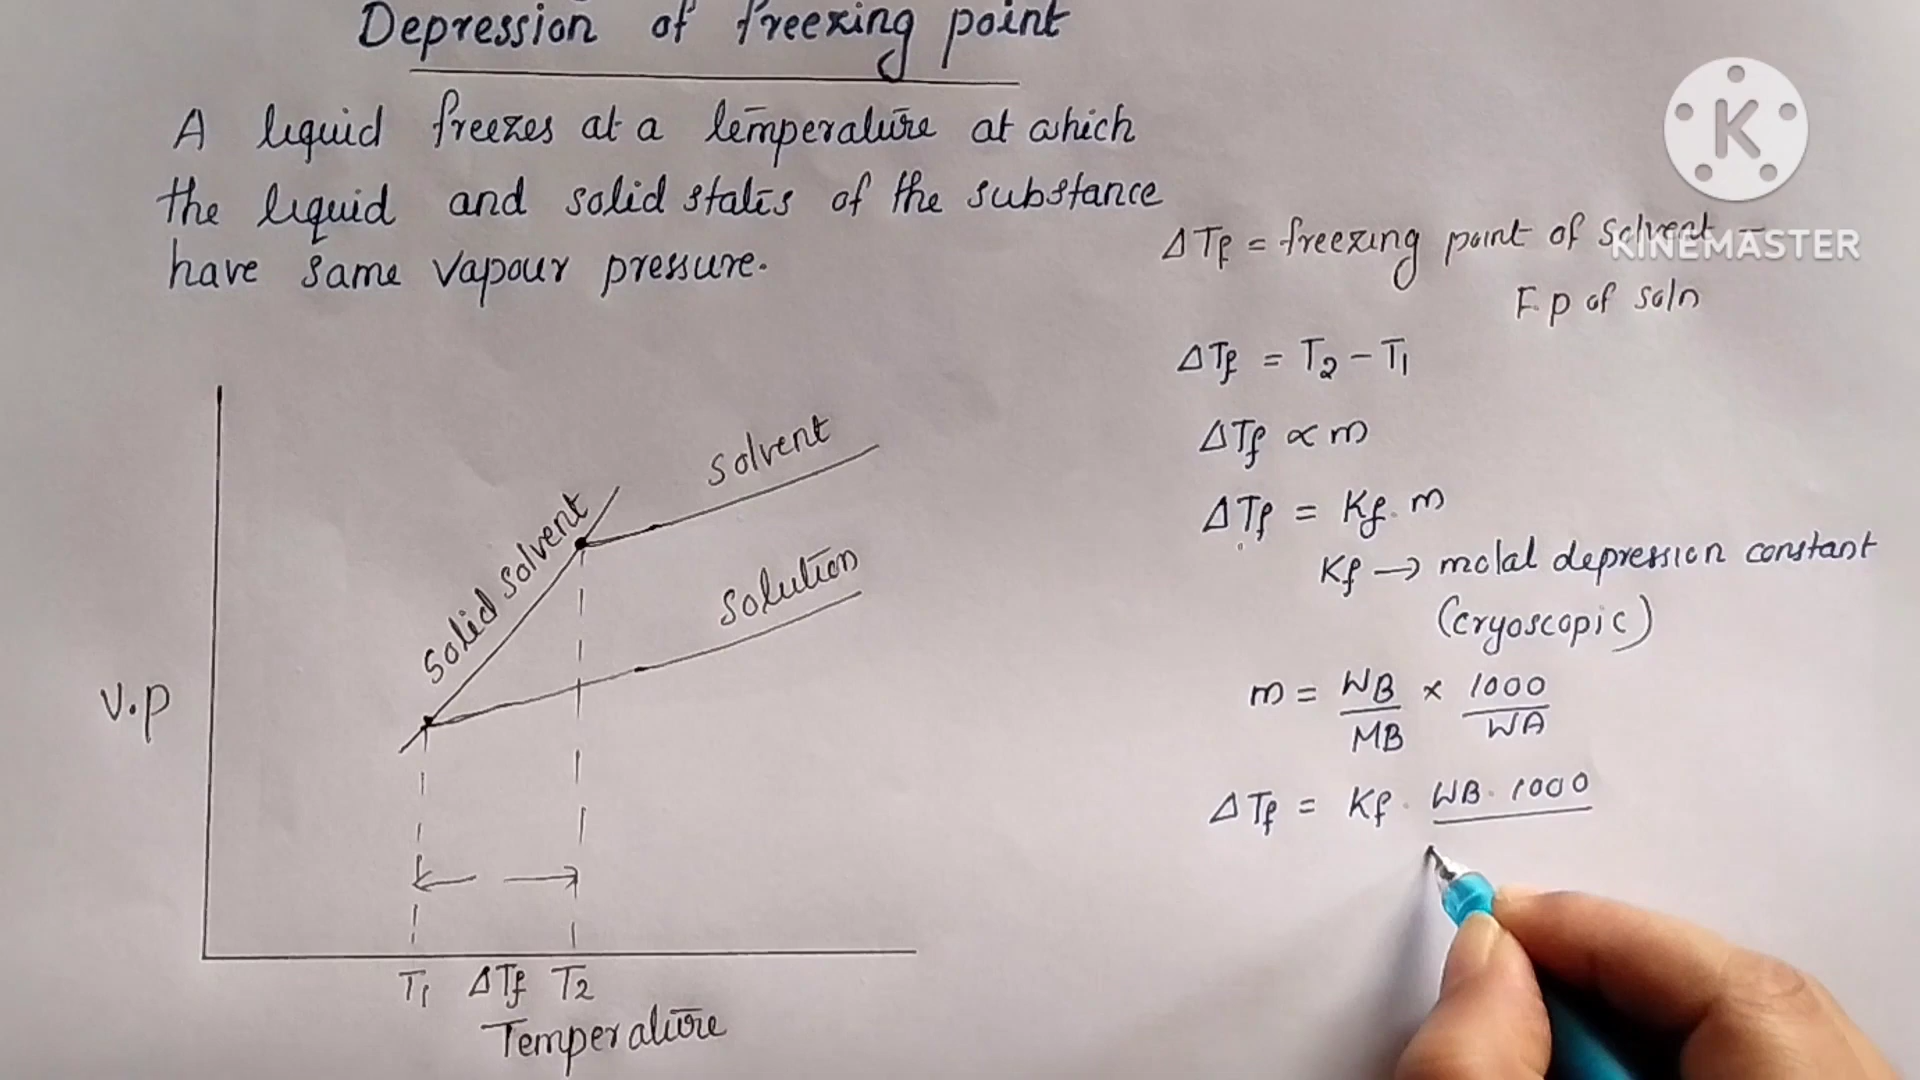 Depression of freezing point
A liquid freezes at a temperature at which
the liquid and solid states of the substance
have same vapour pressure.
K
KINEMASTER
ΔTf = freezing point of solvent –
F.p of soln
ΔTf = T2 – T1
ΔTf ∝ m
ΔTf = Kf. m
Kf → molal depression constant
(cryoscopic)
m = WB/MB × 1000/WA
ΔTf = Kf . WB . 1000
solvent
solid solvent
solution
V.p
T1 ΔTf T2
Temperature